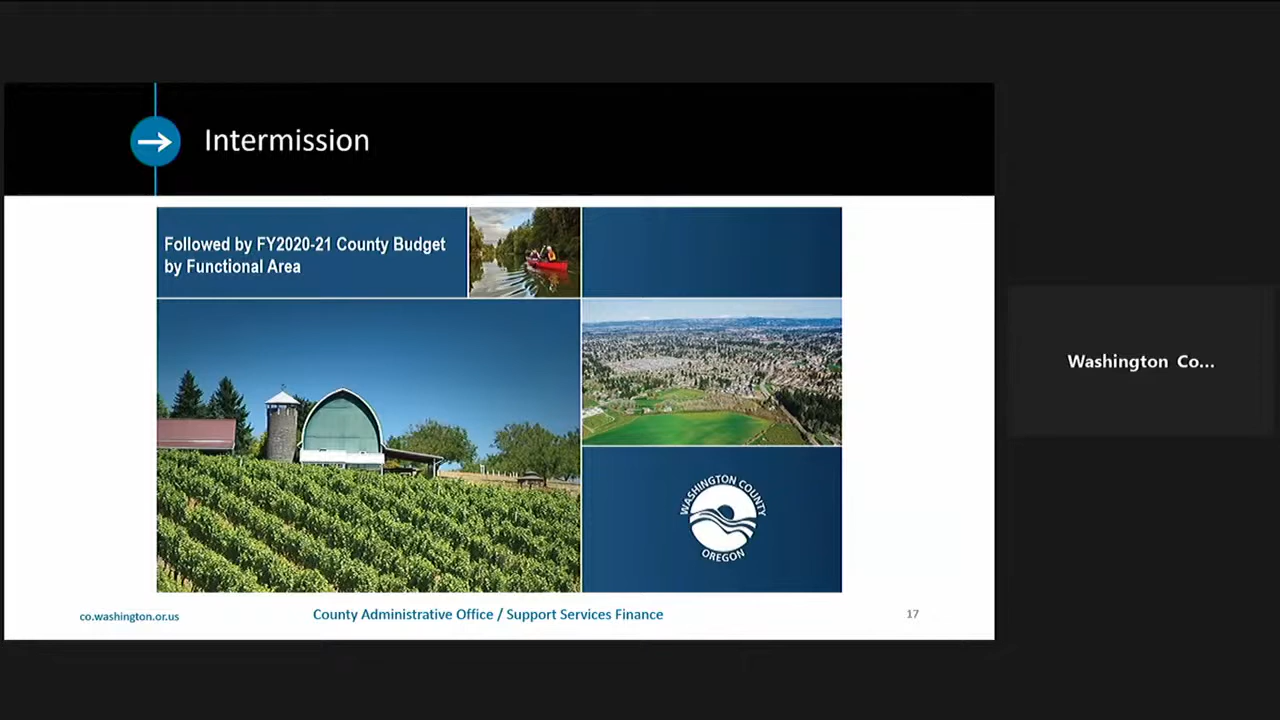 Intermission
Followed by FY2020-21 County Budget
by Functional Area
WASHINGTON COUNTY
OREGON
co.washington.or.us
County Administrative Office / Support Services Finance
17
Washington Co...